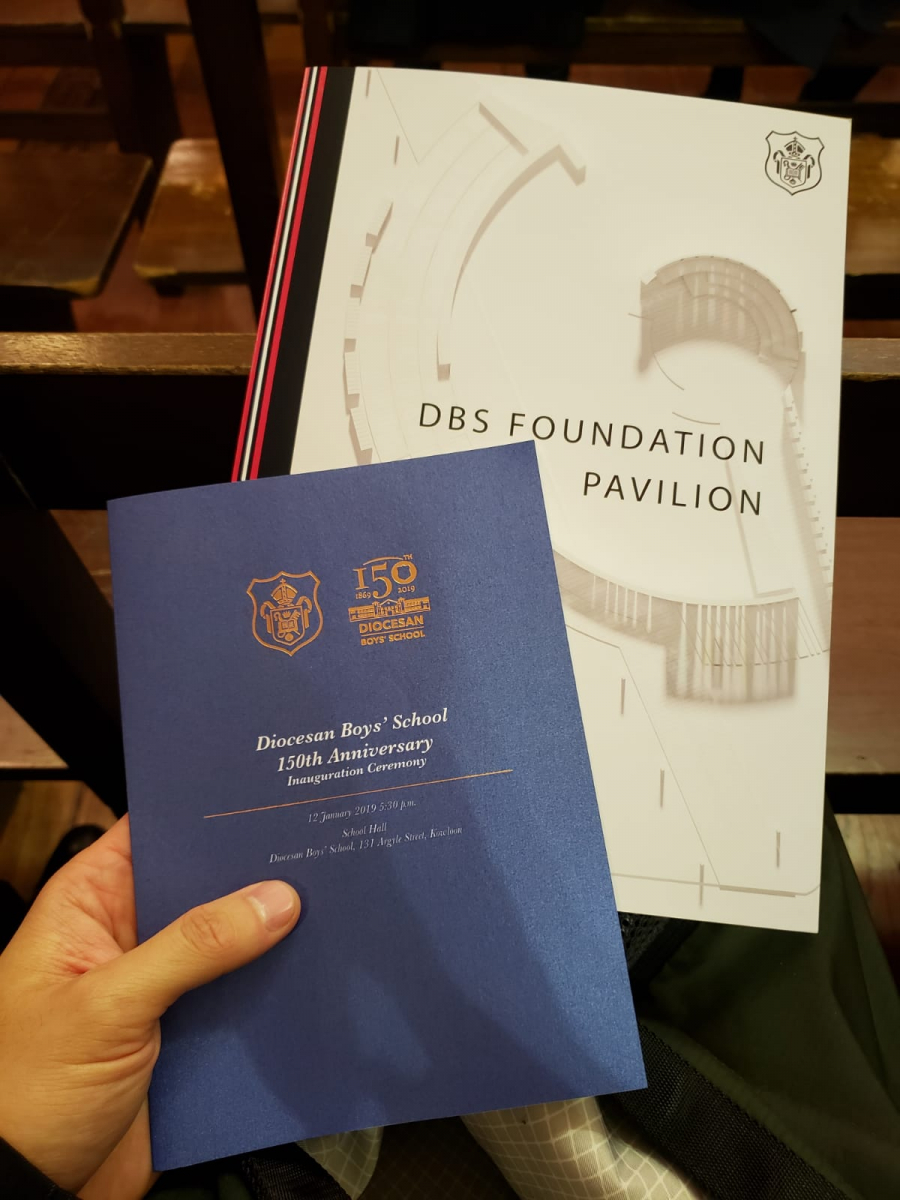 DBS FOUNDATION
PAVILION
150TH
1869 2019
DIOCESAN
BOYS' SCHOOL
Diocesan Boys' School
150th Anniversary
Inauguration Ceremony
12 January 2019 5:30 p.m.
School Hall
Diocesan Boys' School, 131 Argyle Street, Kowloon